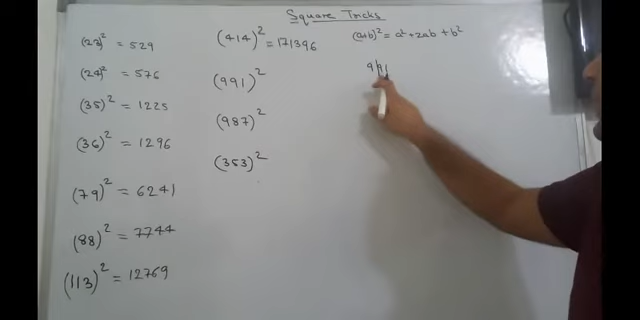 Square Tricks
(23)² = 529
(24)² = 576
(35)² = 1225
(36)² = 1296
(79)² = 6241
(88)² = 7744
(113)² = 12769
(414)² = 171396
(991)²
(987)²
(353)²
(a+b)² = a² + 2ab + b²